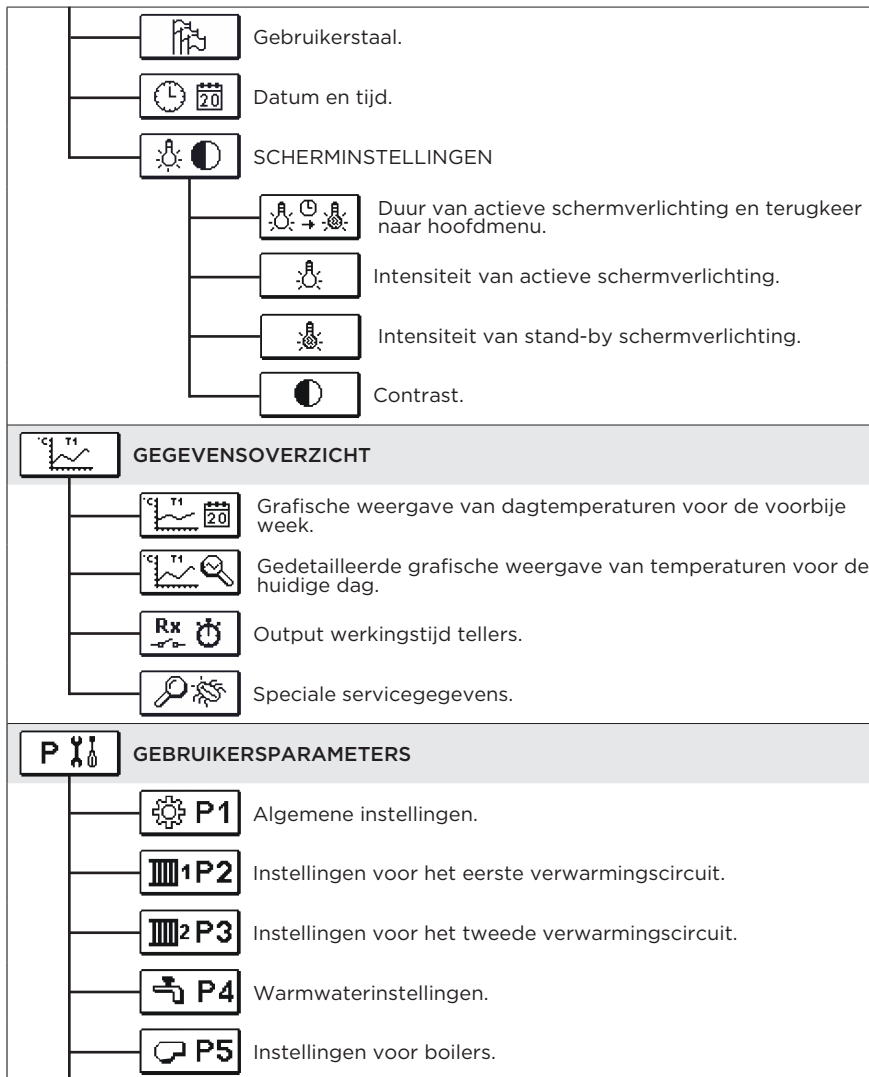 Gebruikerstaal.
20 Datum en tijd.
SCHERMINSTELLINGEN
Duur van actieve schermverlichting en terugkeer
naar hoofdmenu.
Intensiteit van actieve schermverlichting.
Intensiteit van stand-by schermverlichting.
Contrast.
°C T1 GEGEVENSOVERZICHT
°C T1 20 Grafische weergave van dagtemperaturen voor de voorbije
week.
°C T1 Gedetailleerde grafische weergave van temperaturen voor de
huidige dag.
Rx Output werkingstijd tellers.
Speciale servicegegevens.
P GEBRUIKERSPARAMETERS
P1 Algemene instellingen.
1 P2 Instellingen voor het eerste verwarmingscircuit.
2 P3 Instellingen voor het tweede verwarmingscircuit.
P4 Warmwaterinstellingen.
P5 Instellingen voor boilers.